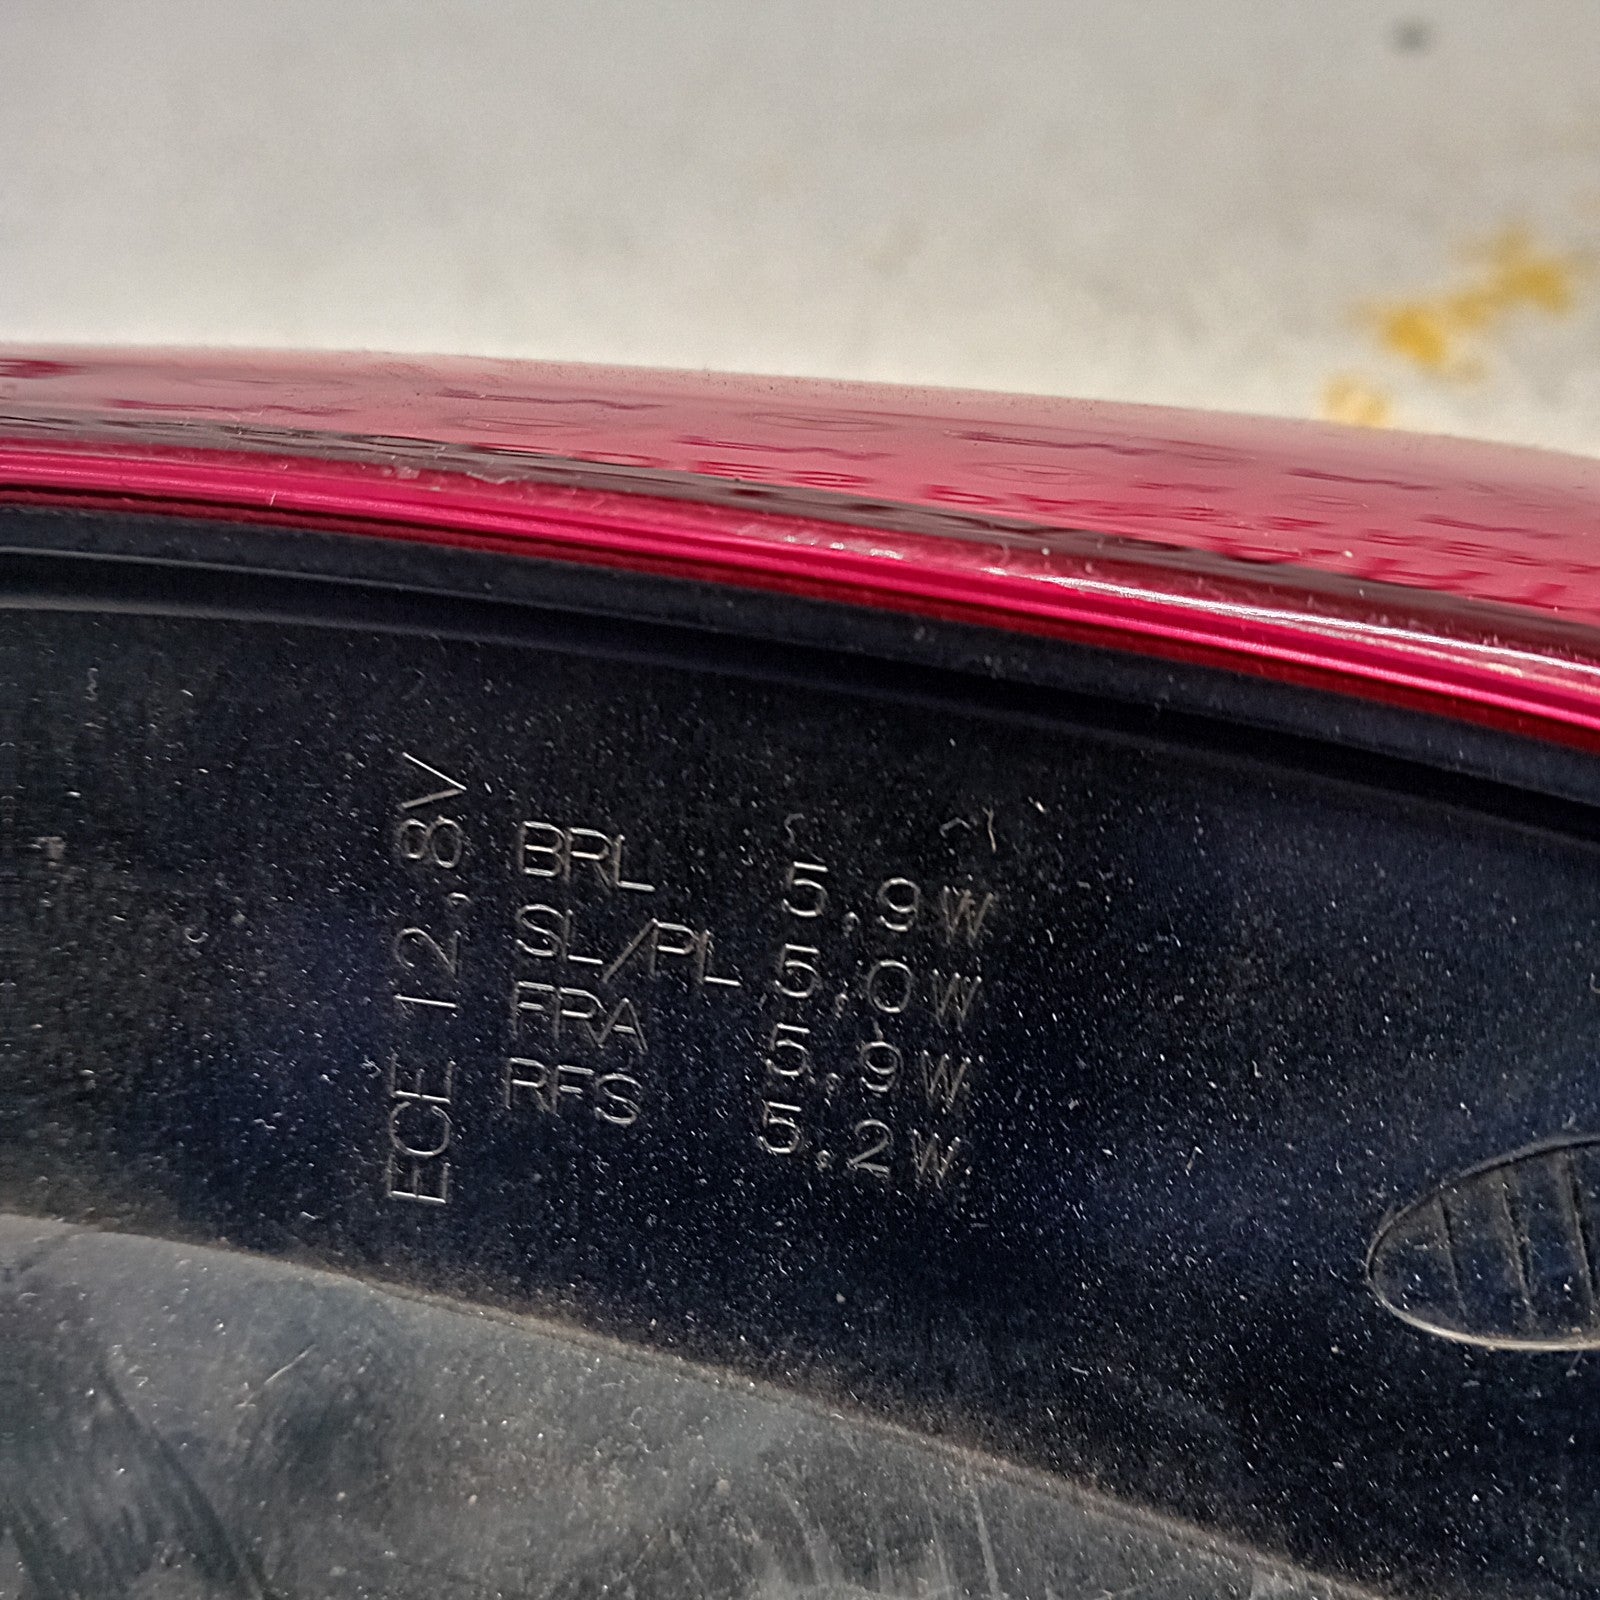 ECE 12,8V
BRL 5,9W
SL/PL 5,0W
FRA 5,9W
RFS 5,2W